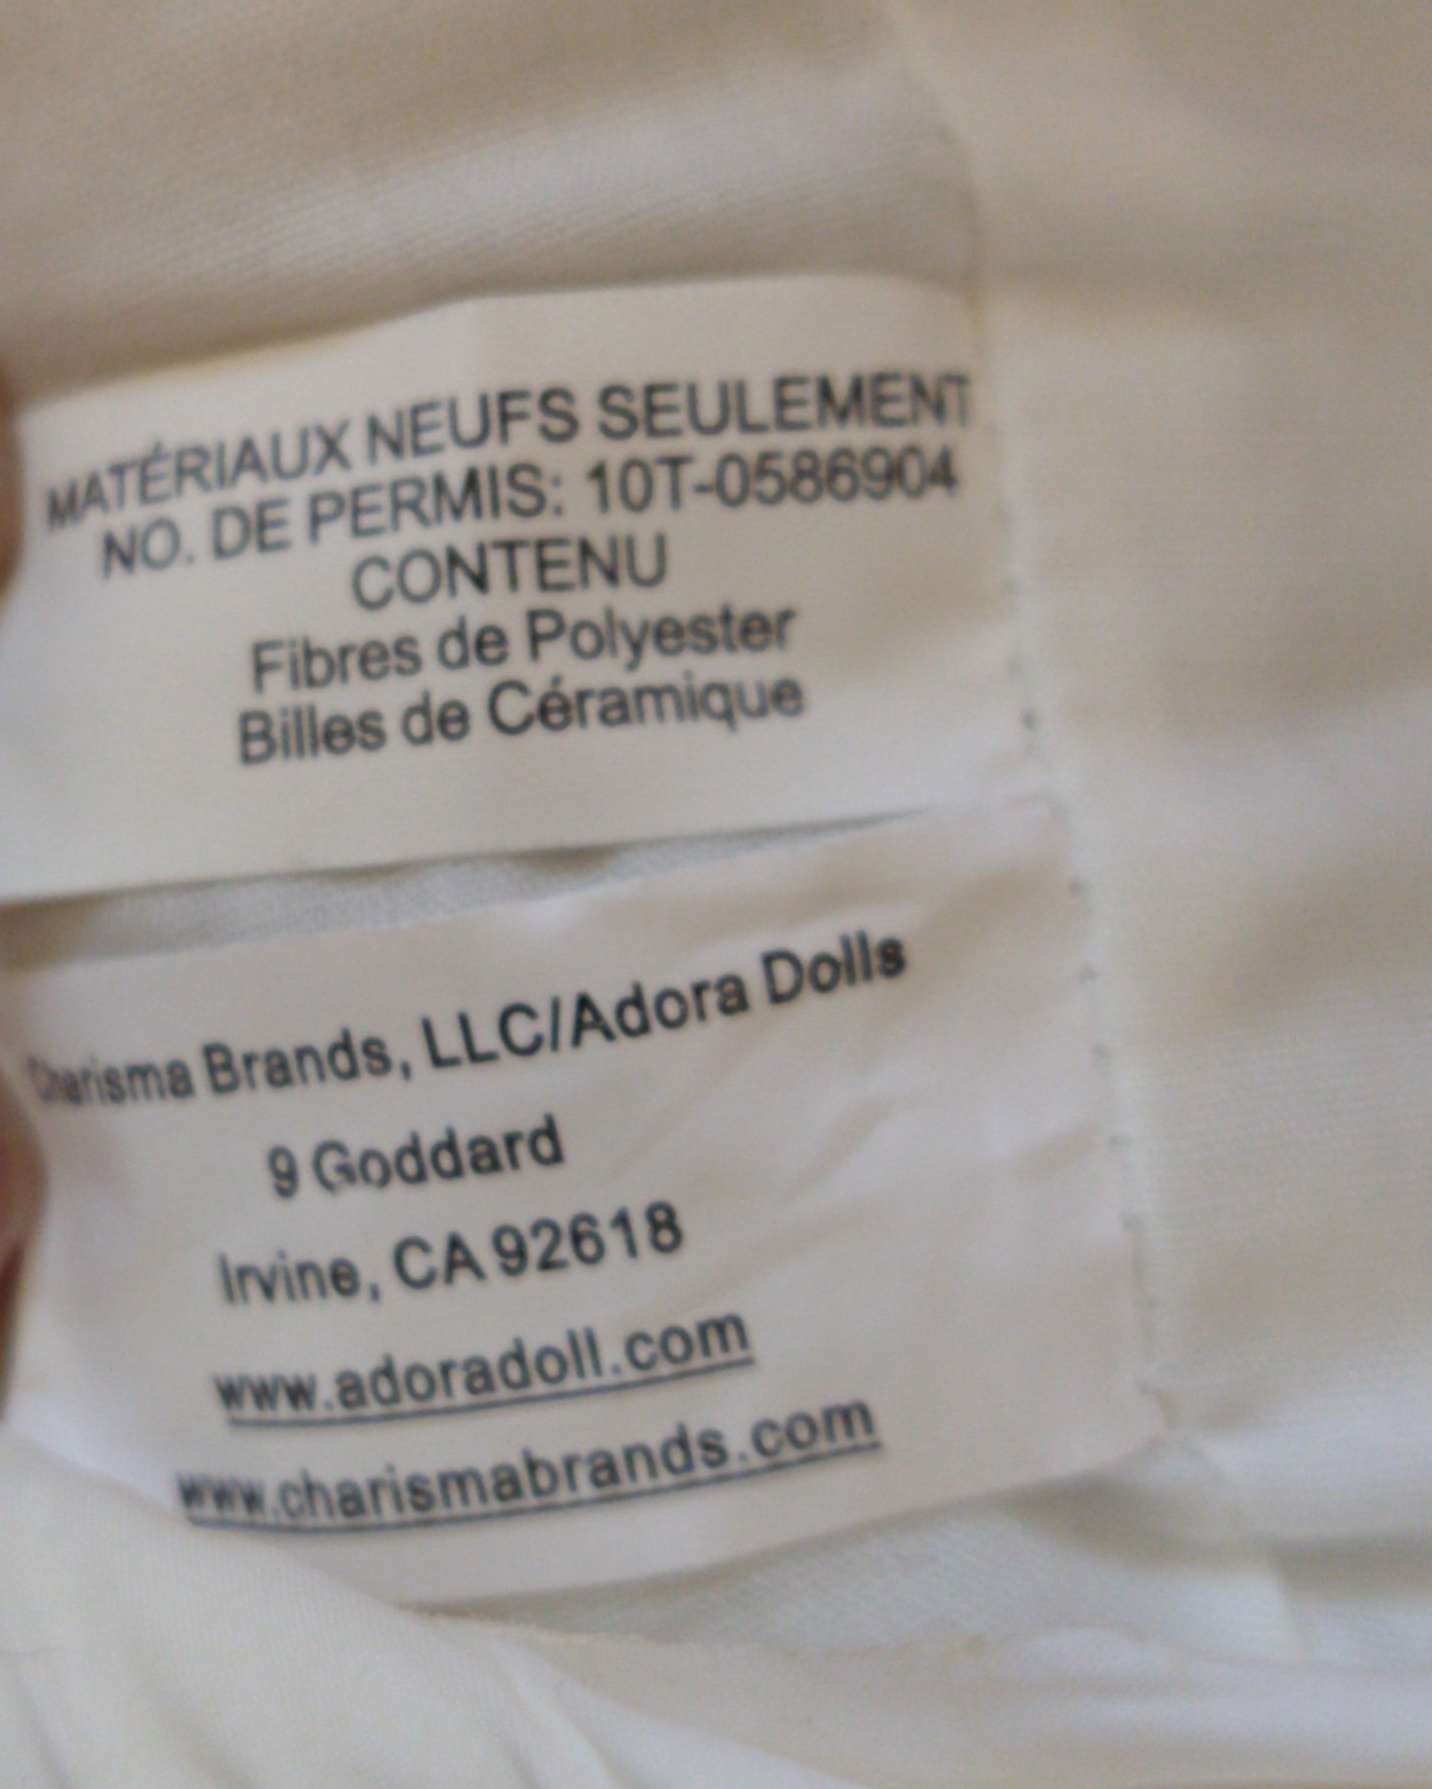 MATÉRIAUX NEUFS SEULEMENT
NO. DE PERMIS: 10T-0586904
CONTENU
Fibres de Polyester
Billes de Céramique
Charisma Brands, LLC/Adora Dolls
9 Goddard
Irvine, CA 92618
www.adoradoll.com
www.charismabrands.com